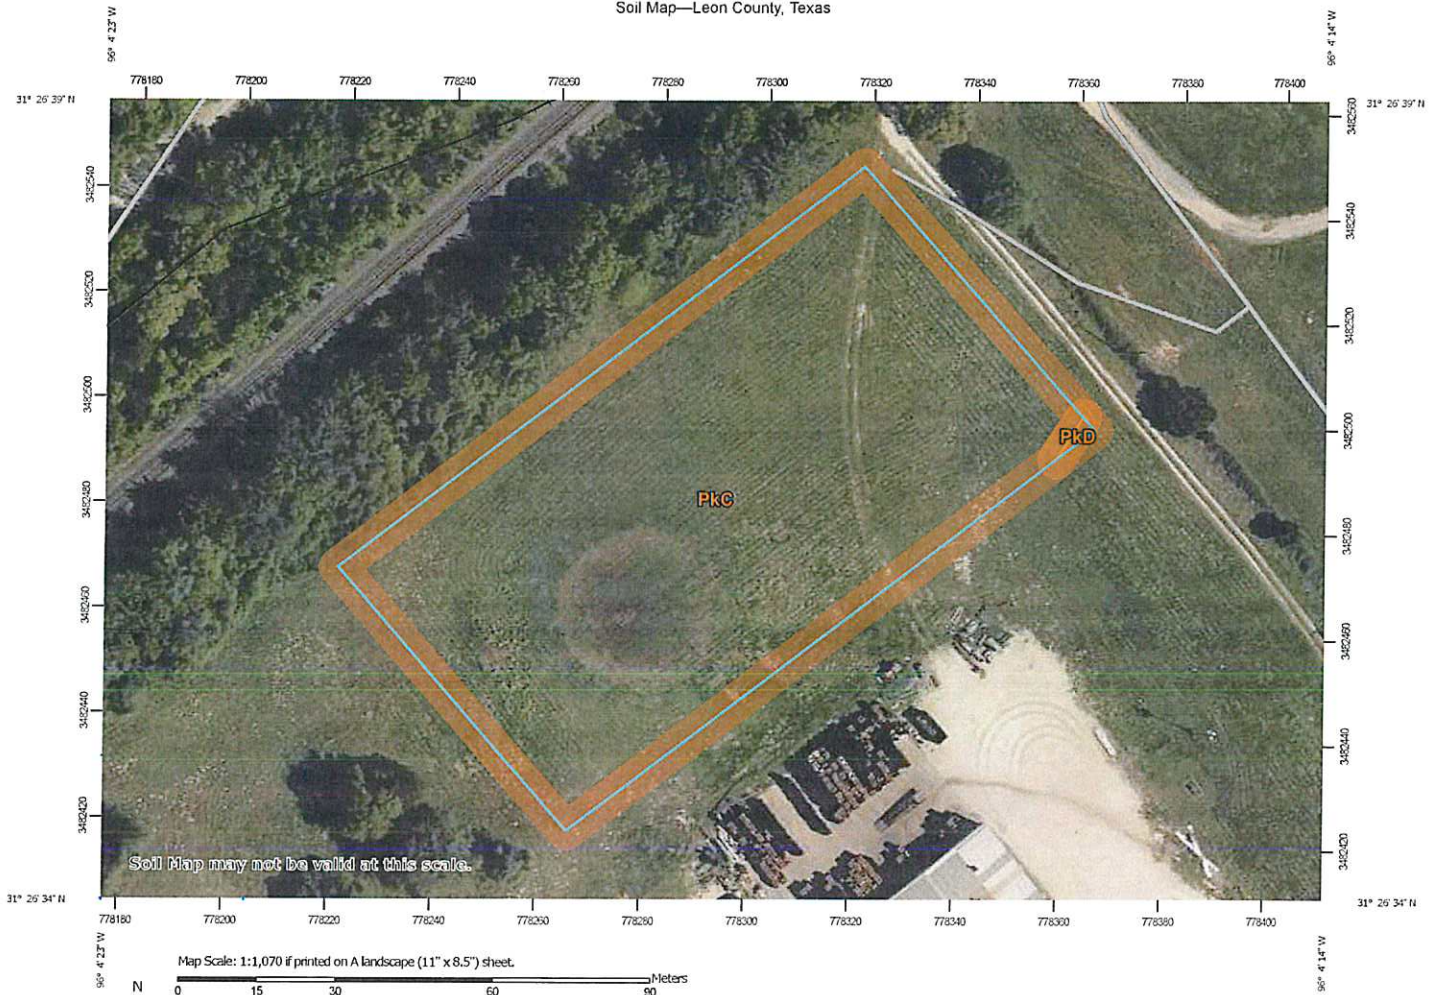 Soil Map—Leon County, Texas
96° 4' 23" W
96° 4' 14" W
778180 778200 778220 778240 778260 778280 778300 778320 778340 778360 778380 778400
31° 26' 39" N
31° 26' 39" N
3482560
3482540
3482540
3482520
3482520
3482500
3482500
PkD
3482480
PkC
3482480
3482460
3482460
3482440
3482440
3482420
3482420
Soil Map may not be valid at this scale.
31° 26' 34" N
31° 26' 34" N
778180 778200 778220 778240 778260 778280 778300 778320 778340 778360 778380 778400
96° 4' 23" W
96° 4' 14" W
Map Scale: 1:1,070 if printed on A landscape (11" x 8.5") sheet.
Meters
N
0 15 30 60 90